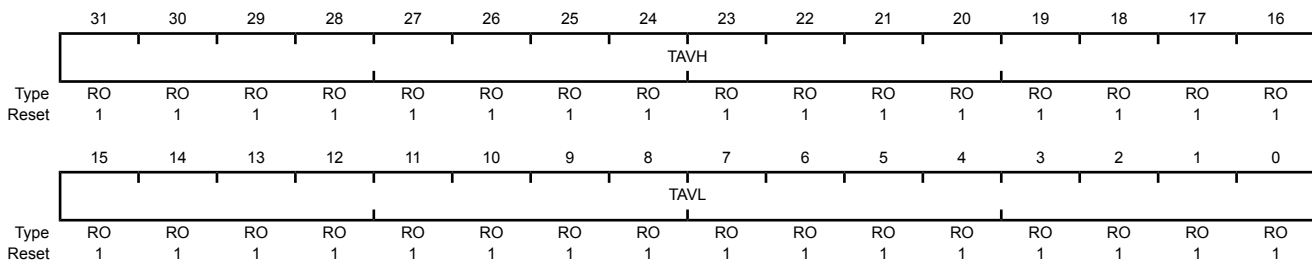 31 30 29 28 27 26 25 24 23 22 21 20 19 18 17 16
TAVH
Type RO RO RO RO RO RO RO RO RO RO RO RO RO RO RO RO
Reset 1 1 1 1 1 1 1 1 1 1 1 1 1 1 1 1
15 14 13 12 11 10 9 8 7 6 5 4 3 2 1 0
TAVL
Type RO RO RO RO RO RO RO RO RO RO RO RO RO RO RO RO
Reset 1 1 1 1 1 1 1 1 1 1 1 1 1 1 1 1